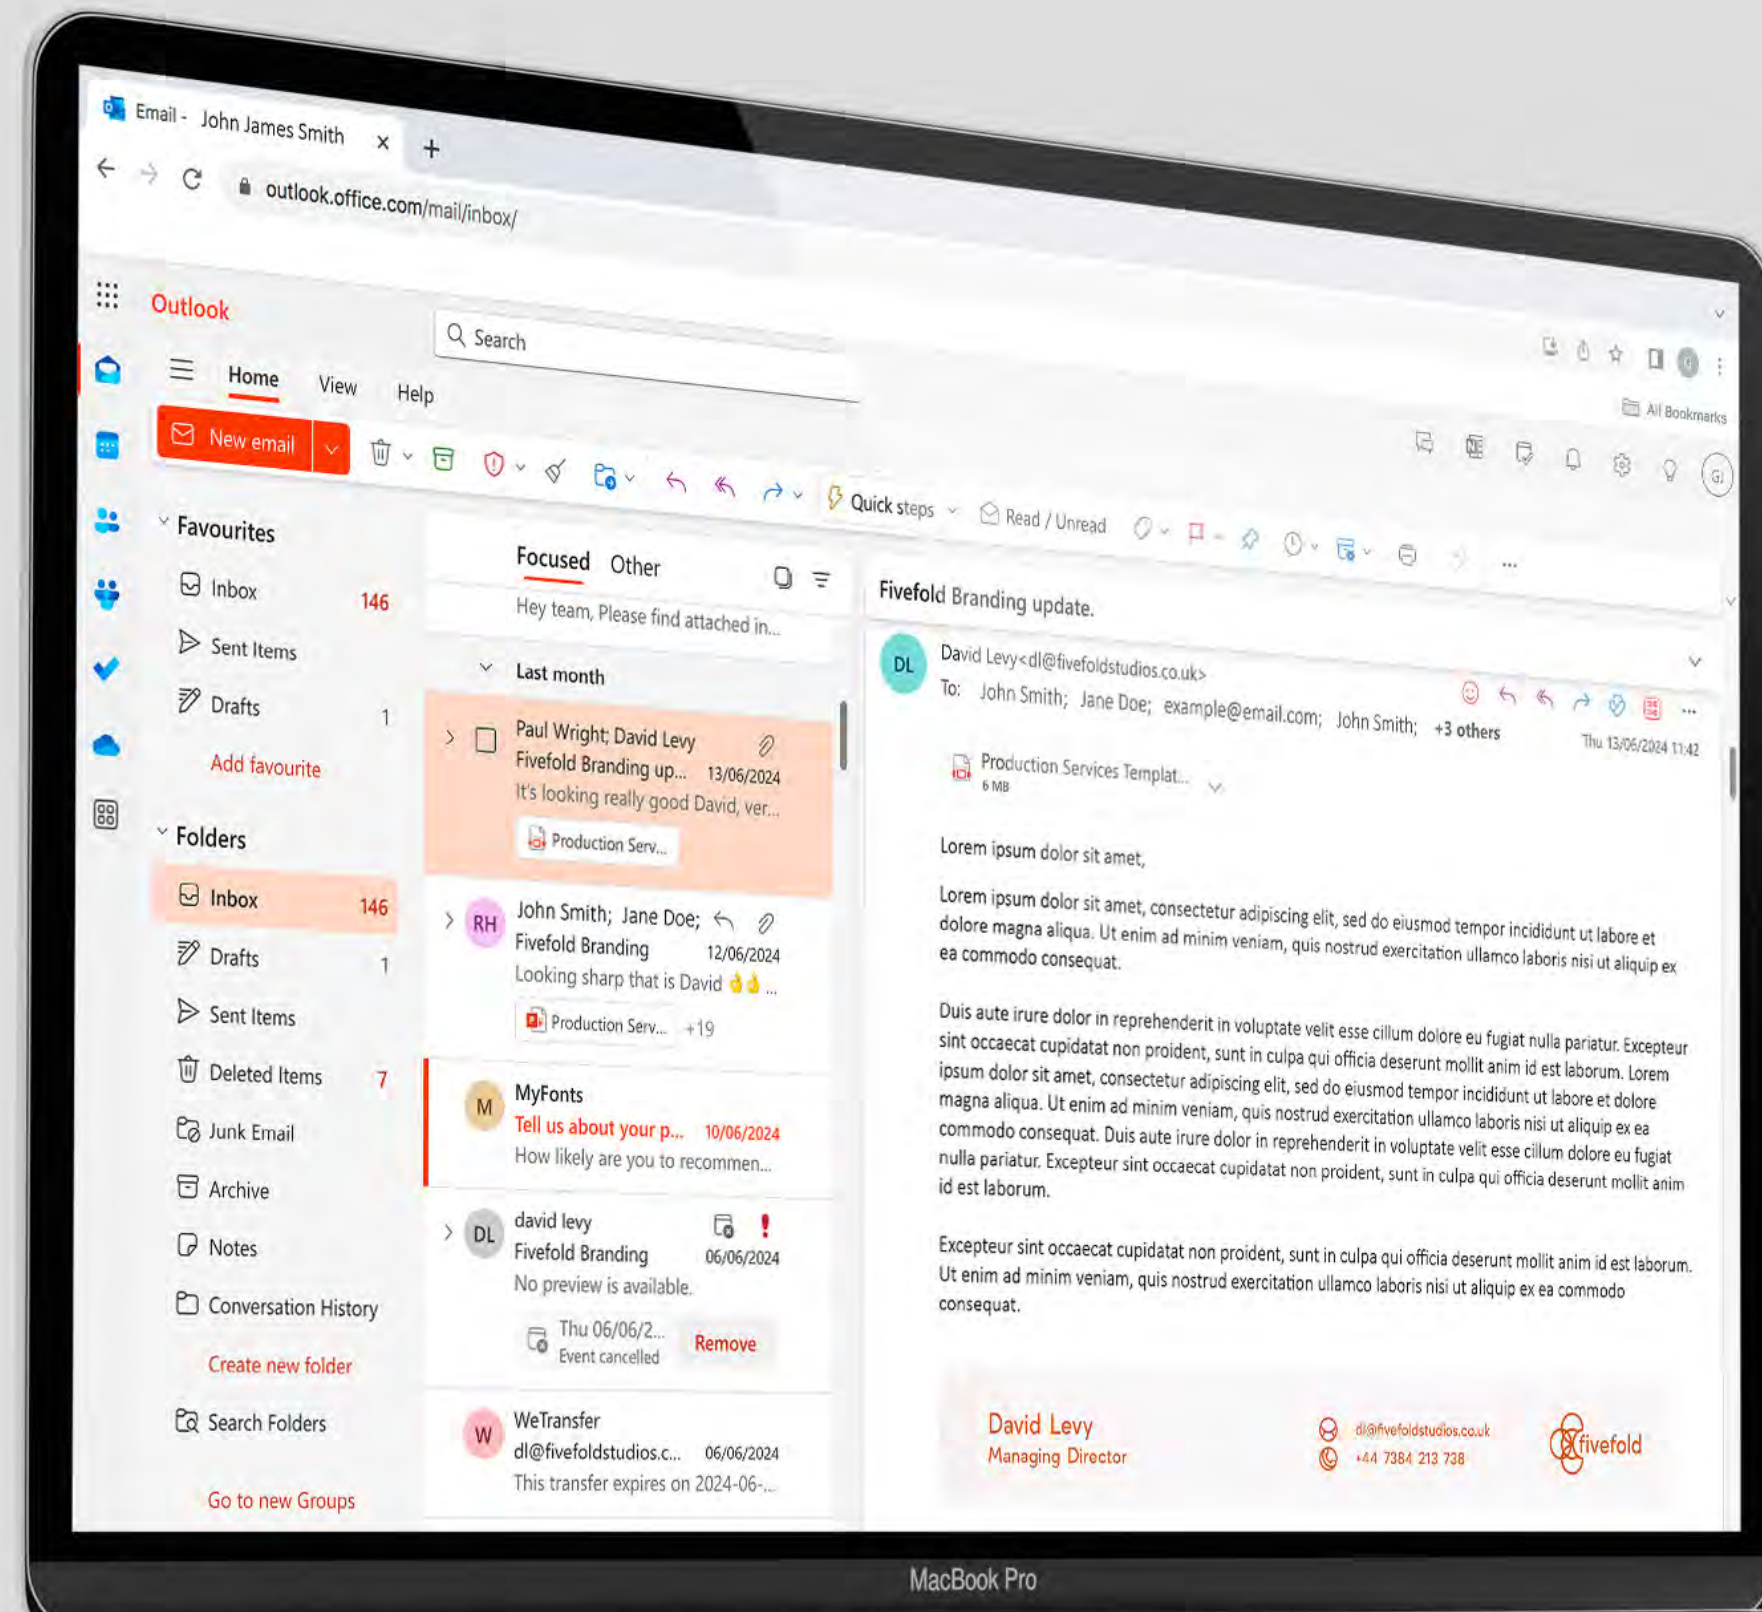 Email - John James Smith
outlook.office.com/mail/inbox/
All Bookmarks
Outlook
Search
Home View Help
New email
Quick steps
Read / Unread
Favourites
Inbox 146
Sent Items
Drafts 1
Add favourite
Folders
Inbox 146
Drafts 1
Sent Items
Deleted Items 7
Junk Email
Archive
Notes
Conversation History
Create new folder
Search Folders
Go to new Groups
Focused Other
Hey team, Please find attached in...
Last month
Paul Wright; David Levy
Fivefold Branding up... 13/06/2024
It's looking really good David, ver...
Production Serv...
RH
John Smith; Jane Doe;
Fivefold Branding 12/06/2024
Looking sharp that is David 👌👌 ...
Production Serv... +19
M
MyFonts
Tell us about your p... 10/06/2024
How likely are you to recommen...
DL
david levy
Fivefold Branding 06/06/2024
No preview is available.
Thu 06/06/2...
Event cancelled
Remove
W
WeTransfer
dl@fivefoldstudios.c... 06/06/2024
This transfer expires on 2024-06-...
Fivefold Branding update.
DL
David Levy<dl@fivefoldstudios.co.uk>
To: John Smith; Jane Doe; example@email.com; John Smith; +3 others
Thu 13/06/2024 11:42
Production Services Templat...
6 MB
Lorem ipsum dolor sit amet,
Lorem ipsum dolor sit amet, consectetur adipiscing elit, sed do eiusmod tempor incididunt ut labore et
dolore magna aliqua. Ut enim ad minim veniam, quis nostrud exercitation ullamco laboris nisi ut aliquip ex
ea commodo consequat.
Duis aute irure dolor in reprehenderit in voluptate velit esse cillum dolore eu fugiat nulla pariatur. Excepteur
sint occaecat cupidatat non proident, sunt in culpa qui officia deserunt mollit anim id est laborum. Lorem
ipsum dolor sit amet, consectetur adipiscing elit, sed do eiusmod tempor incididunt ut labore et dolore
magna aliqua. Ut enim ad minim veniam, quis nostrud exercitation ullamco laboris nisi ut aliquip ex ea
commodo consequat. Duis aute irure dolor in reprehenderit in voluptate velit esse cillum dolore eu fugiat
nulla pariatur. Excepteur sint occaecat cupidatat non proident, sunt in culpa qui officia deserunt mollit anim
id est laborum.
Excepteur sint occaecat cupidatat non proident, sunt in culpa qui officia deserunt mollit anim id est laborum.
Ut enim ad minim veniam, quis nostrud exercitation ullamco laboris nisi ut aliquip ex ea commodo
consequat.
David Levy
Managing Director
dl@fivefoldstudios.co.uk
+44 7384 213 738
fivefold
MacBook Pro